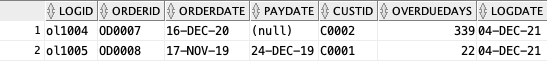 LOGID ORDERID ORDERDATE PAYDATE CUSTID OVERDUEDAYS LOGDATE
1 ol1004 OD0007 16-DEC-20 (null) C0002 339 04-DEC-21
2 ol1005 OD0008 17-NOV-19 24-DEC-19 C0001 22 04-DEC-21